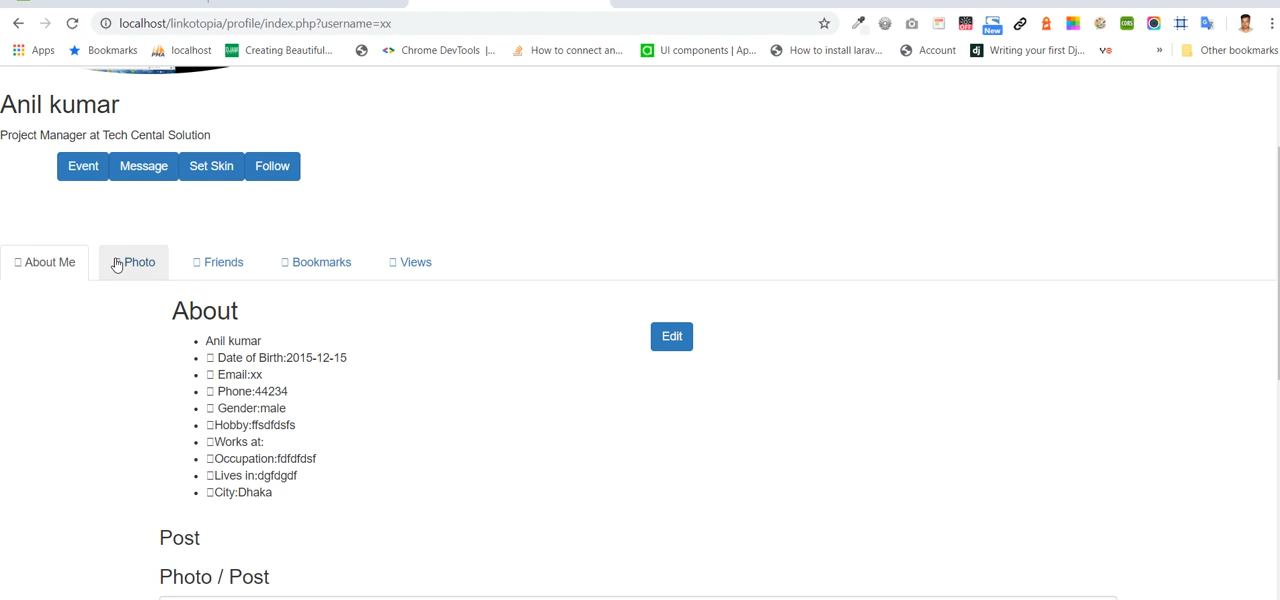 localhost/linkotopia/profile/index.php?username=xx
New
OFF
CORS
Apps Bookmarks localhost Creating Beautiful... Chrome DevTools |... How to connect an... UI components | Ap... How to install larav... Account dj Writing your first Dj... » Other bookmarks
Anil kumar
Project Manager at Tech Cental Solution
Event Message Set Skin Follow
About Me Photo Friends Bookmarks Views
About
Edit
• Anil kumar
• Date of Birth:2015-12-15
• Email:xx
• Phone:44234
• Gender:male
• Hobby:ffsdfdsfs
• Works at:
• Occupation:fdfdfdsf
• Lives in:dgfdgdf
• City:Dhaka
Post
Photo / Post